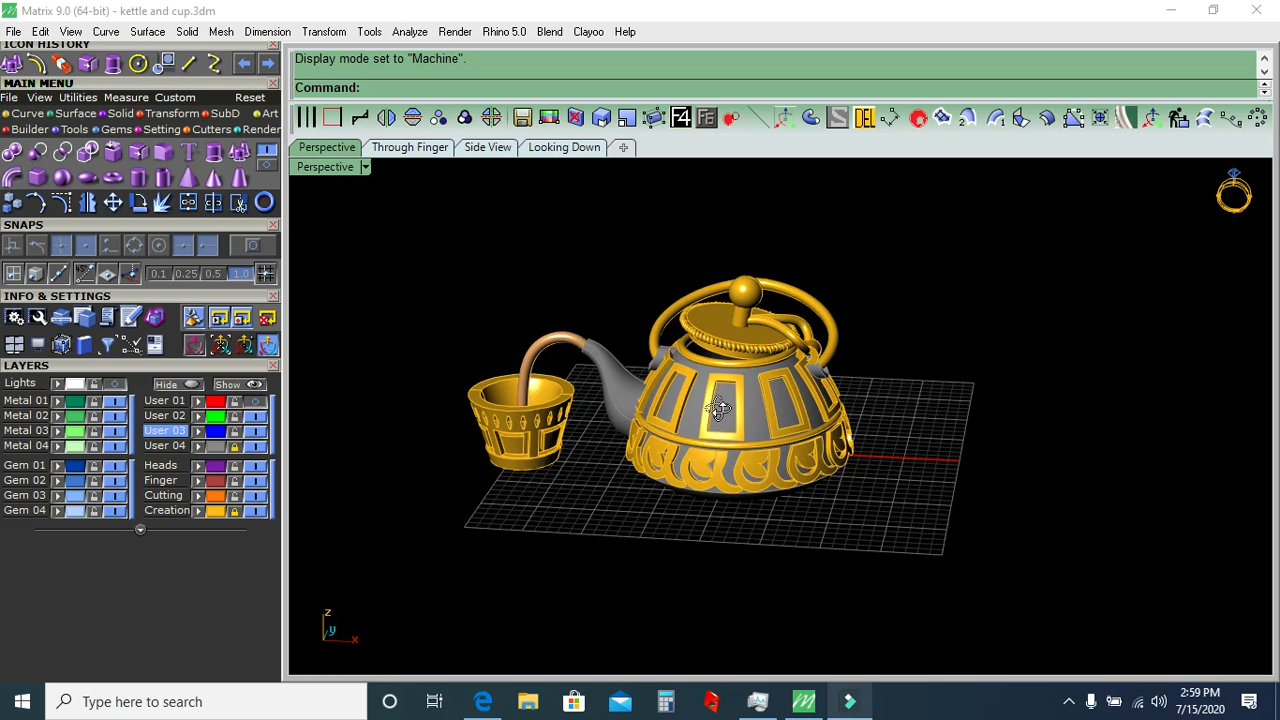 Matrix 9.0 (64-bit) - kettle and cup.3dm
File Edit View Curve Surface Solid Mesh Dimension Transform Tools Analyze Render Rhino 5.0 Blend Clayoo Help
ICON HISTORY
Display mode set to "Machine".
Command:
MAIN MENU
File View Utilities Measure Custom Reset
Curve Surface Solid Transform SubD Art
Builder Tools Gems Setting Cutters Render
F4 F6 DEL
Perspective Through Finger Side View Looking Down
Perspective
SNAPS
0.1 0.25 0.5 1.0
INFO & SETTINGS
LAYERS
Lights Hide Show
Metal 01 User 01
Metal 02 User 02
Metal 03 User 03
Metal 04 User 04
Gem 01 Heads
Gem 02 Finger
Gem 03 Cutting
Gem 04 Creation
z
y
x
Type here to search
2:59 PM
7/15/2020